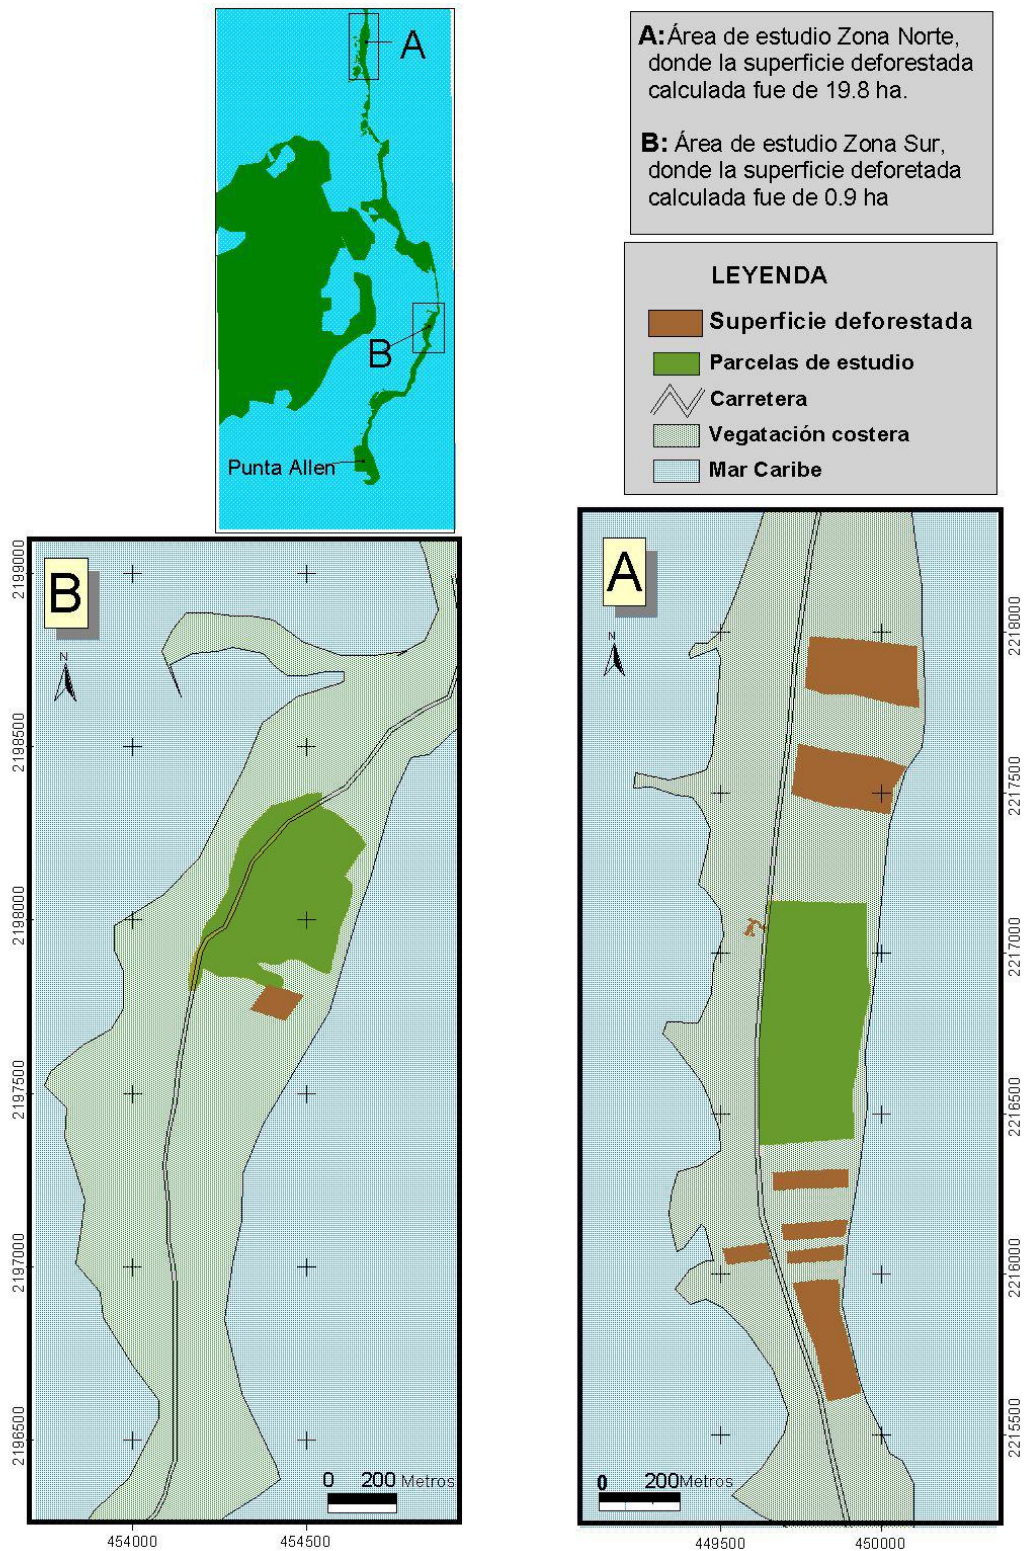 A
B
Punta Allen
A: Área de estudio Zona Norte,
donde la superficie deforestada
calculada fue de 19.8 ha.
B: Área de estudio Zona Sur,
donde la superficie deforetada
calculada fue de 0.9 ha
LEYENDA
Superficie deforestada
Parcelas de estudio
Carretera
Vegatación costera
Mar Caribe
B
N
2199000
2198500
2198000
2197500
2197000
2196500
0 200 Metros
454000 454500
A
N
2218000
2217500
2217000
2216500
2216000
2215500
0 200 Metros
449500 450000